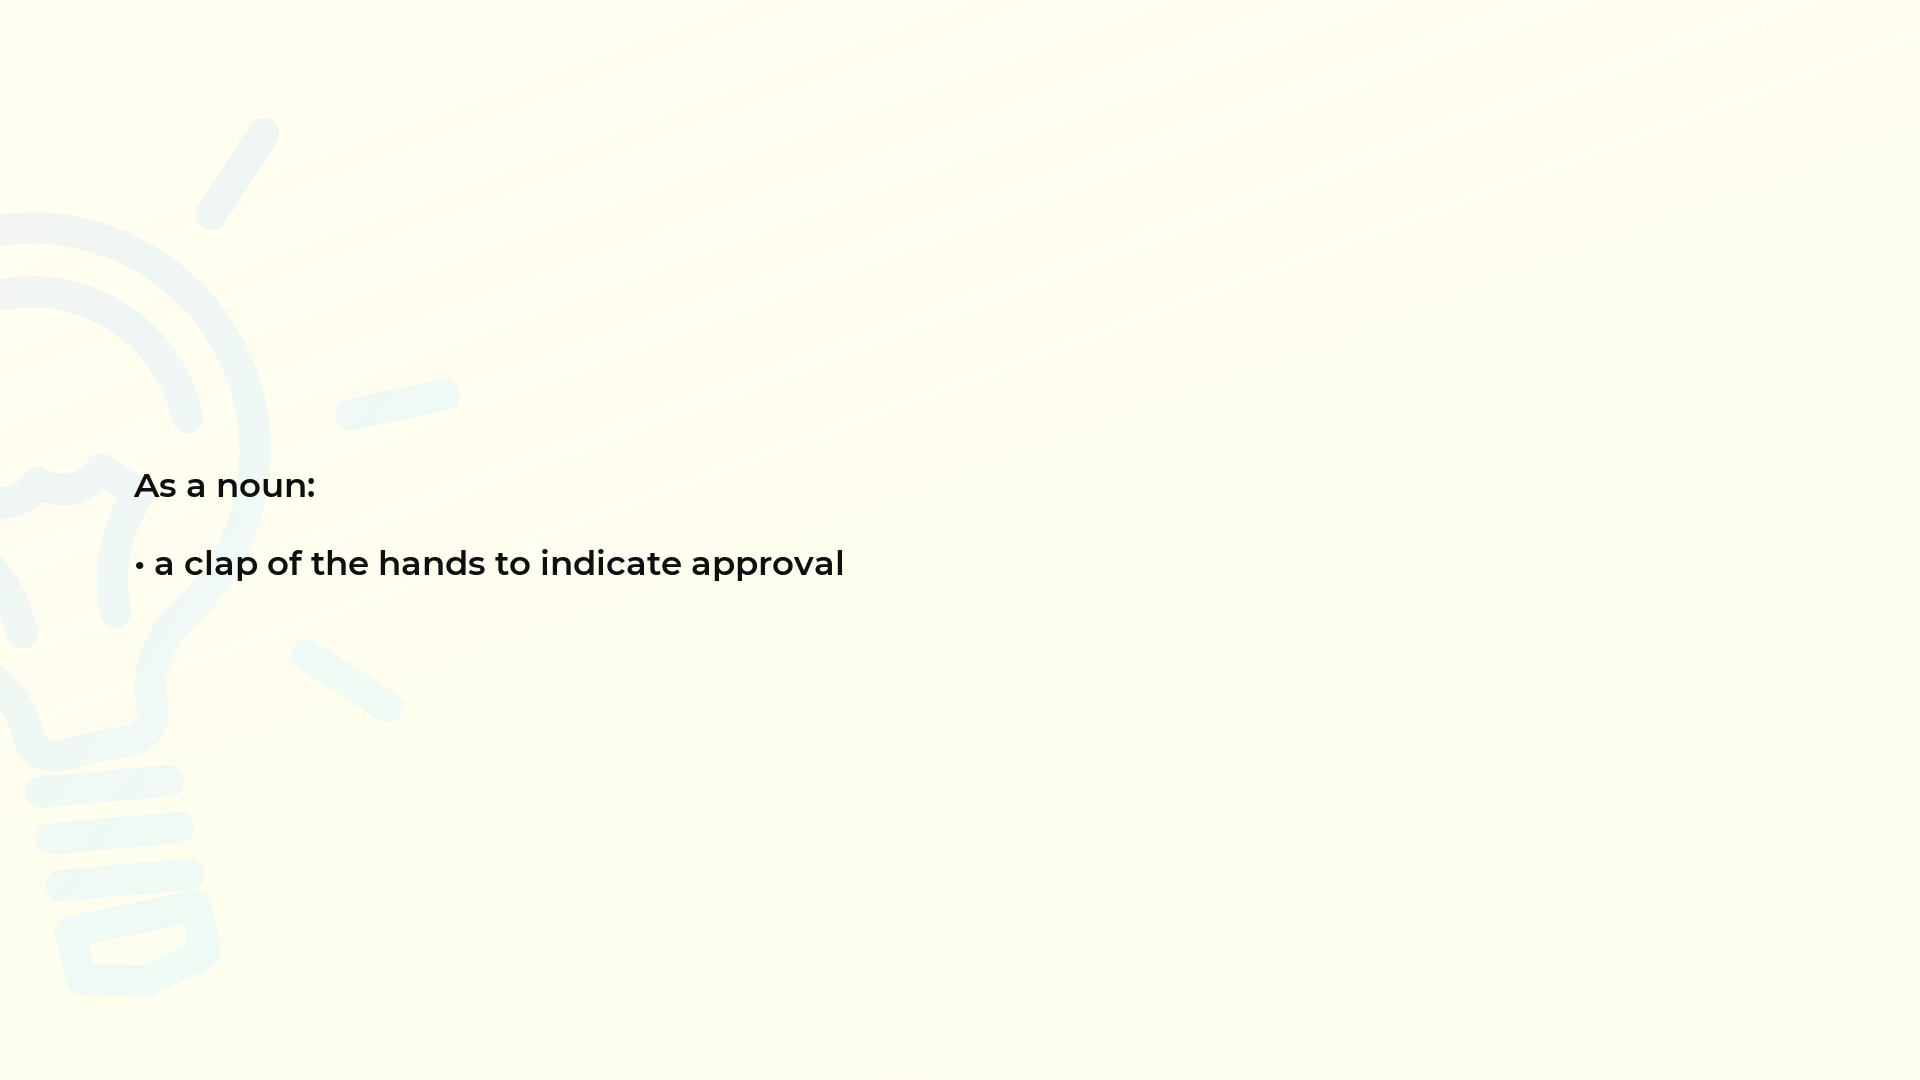 As a noun:
• a clap of the hands to indicate approval